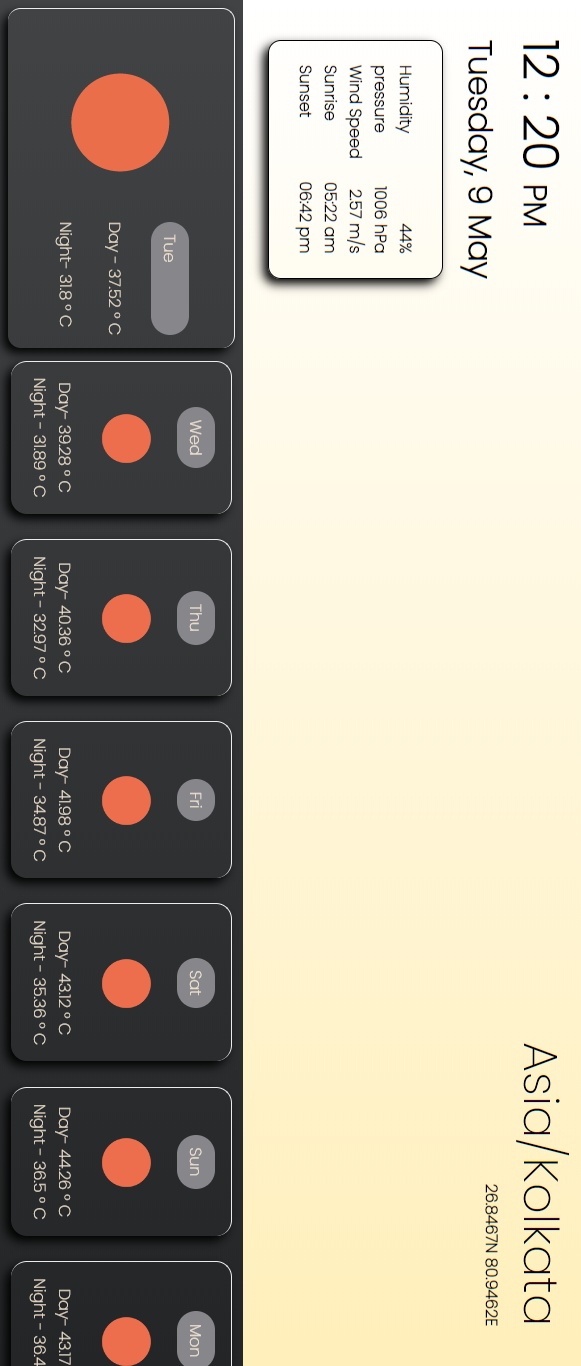 12 : 20 PM
Asia/Kolkata
Tuesday, 9 May
26.8467N 80.9462E
Humidity 44%
pressure 1006 hPa
Wind Speed 2.57 m/s
Sunrise 05:22 am
Sunset 06:42 pm
Tue
Day - 37.52 ° C
Night- 31.8 ° C
Wed
Day- 39.28 ° C
Night - 31.89 ° C
Thu
Day- 40.36 ° C
Night - 32.97 ° C
Fri
Day- 41.98 ° C
Night - 34.87 ° C
Sat
Day- 43.12 ° C
Night - 35.36 ° C
Sun
Day- 44.26 ° C
Night - 36.5 ° C
Mon
Day- 43.17
Night - 36.4